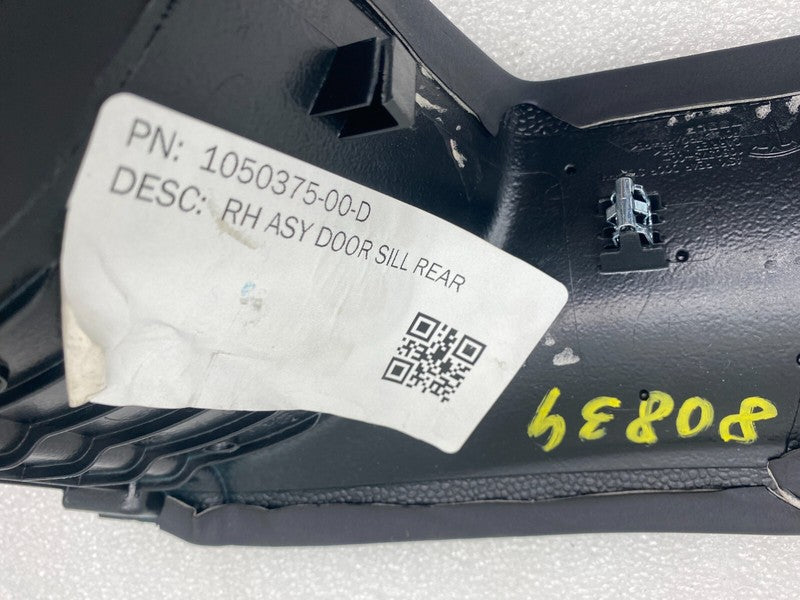 PN: 1050375-00-D
DESC: RH ASY DOOR SILL REAR
80834